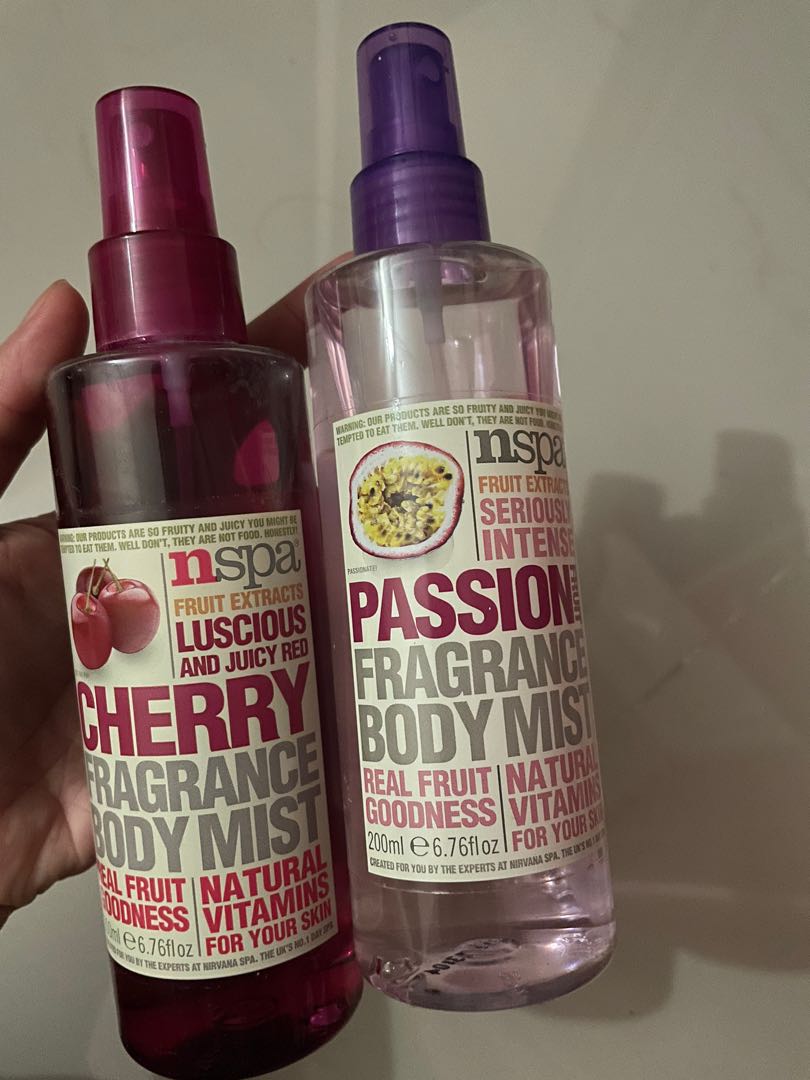 WARNING: OUR PRODUCTS ARE SO FRUITY AND JUICY YOU MIGHT BE
TEMPTED TO EAT THEM. WELL DON'T, THEY ARE NOT FOOD. HONESTLY!
nspa
FRUIT EXTRACTS
LUSCIOUS
AND JUICY RED
CHERRY
FRAGRANCE
BODY MIST
REAL FRUIT
GOODNESS
NATURAL
VITAMINS
FOR YOUR SKIN
℮ 6.76fl oz
CREATED FOR YOU BY THE EXPERTS AT NIRVANA SPA. THE UK'S NO.1 DAY SPA.
WARNING: OUR PRODUCTS ARE SO FRUITY AND JUICY YOU MIGHT
TEMPTED TO EAT THEM. WELL DON'T, THEY ARE NOT FOOD.
PASSIONATE!
nspa
FRUIT EXTRACTS
SERIOUSLY
INTENSE
PASSION FRUIT
FRAGRANCE
BODY MIST
REAL FRUIT
GOODNESS
NATURAL
VITAMINS
FOR YOUR SKIN
200ml ℮ 6.76fl oz
CREATED FOR YOU BY THE EXPERTS AT NIRVANA SPA. THE UK'S NO.1 DAY